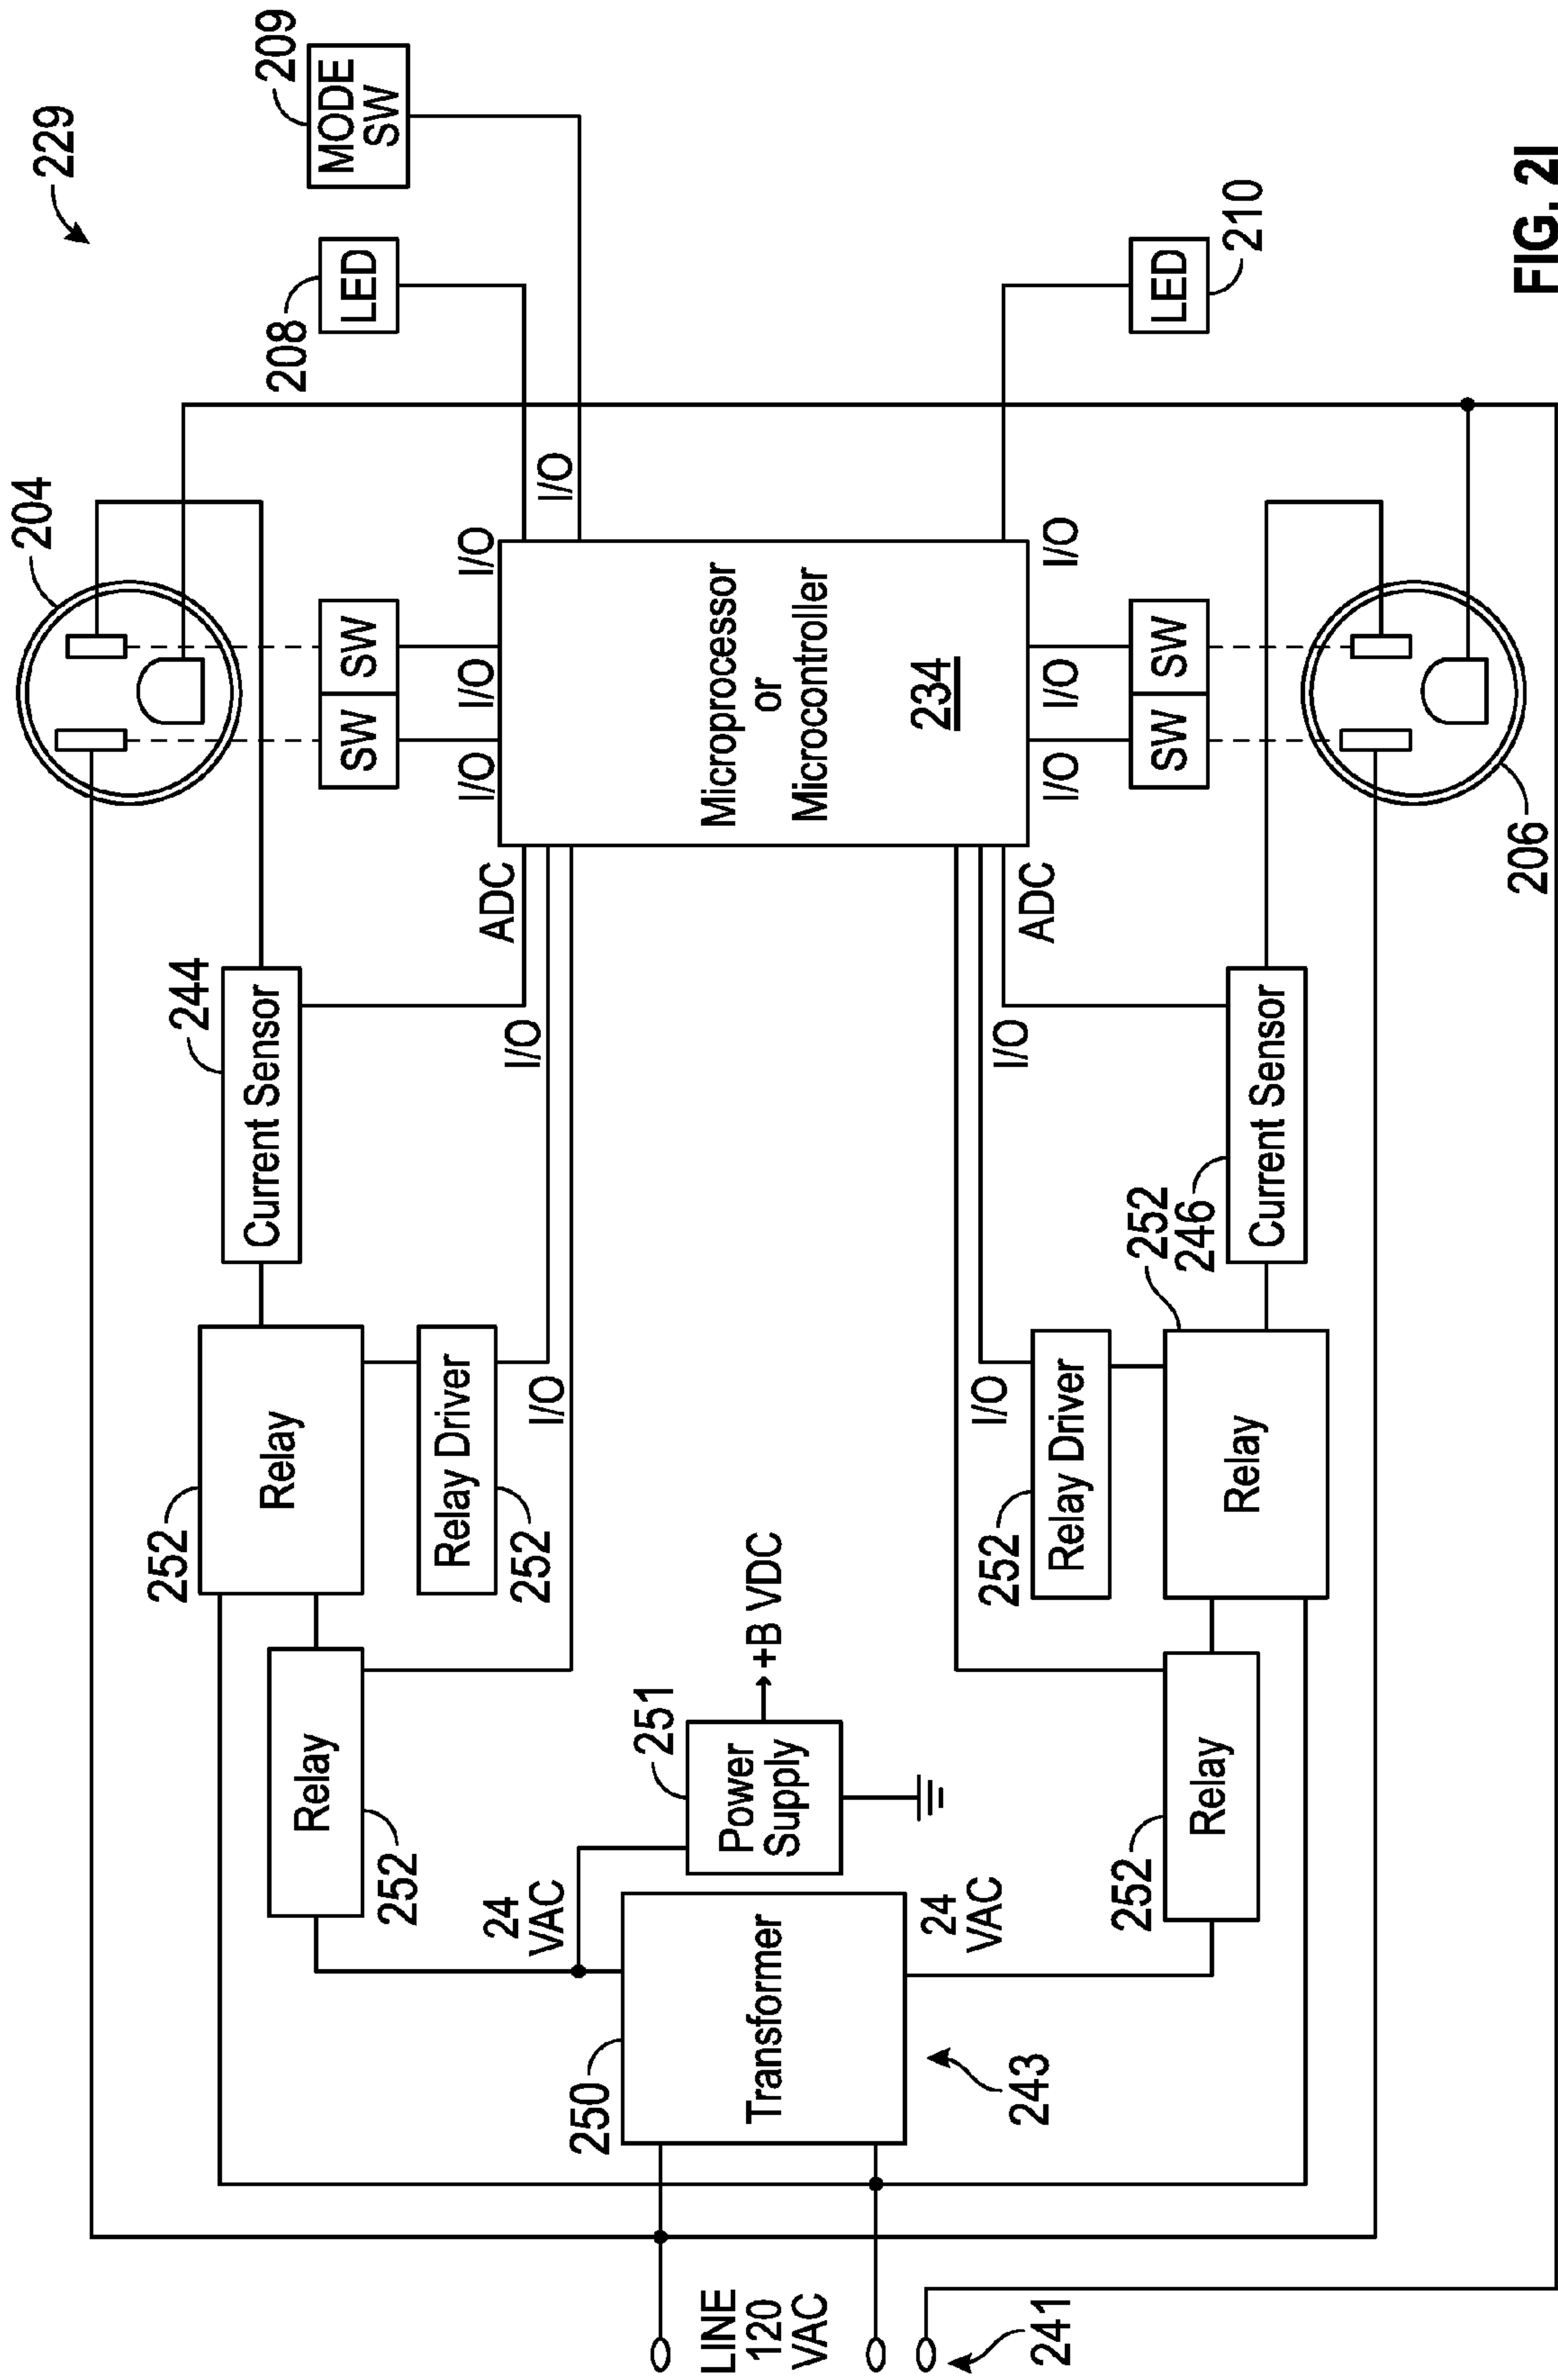 229
209
MODE
SW
208
LED
204
I/O
I/O
SW
SW
I/O
I/O
244
Current Sensor
ADC
I/O
252
Relay
Relay Driver
252
I/O
Relay
252
Microprocessor
or
Microcontroller
234
24
VAC
251
Power
Supply
+B VDC
250
Transformer
24
VAC
243
LINE
120
VAC
241
252
Relay
252
Relay Driver
I/O
252
Relay
I/O
ADC
252
246
Current Sensor
I/O
I/O
I/O
SW
SW
206
LED
210
FIG. 2I